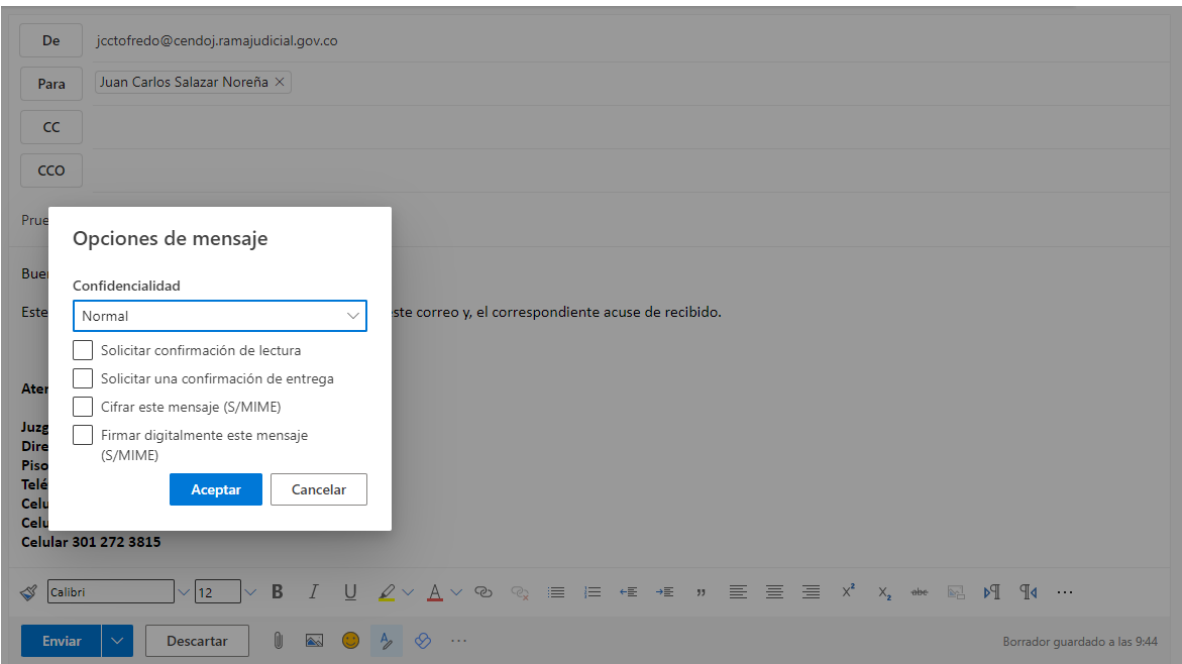 De jcctofredo@cendoj.ramajudicial.gov.co
Para Juan Carlos Salazar Noreña ×
CC
CCO
Prue
Opciones de mensaje
Bue
Confidencialidad
Este
Normal
ste correo y, el correspondiente acuse de recibido.
Solicitar confirmación de lectura
Solicitar una confirmación de entrega
Aten
Cifrar este mensaje (S/MIME)
Juzg
Firmar digitalmente este mensaje
Dire
(S/MIME)
Piso
Telé
Aceptar Cancelar
Celu
Celu
Celular 301 272 3815
Calibri 12 B I U A abc
Enviar Descartar Borrador guardado a las 9:44